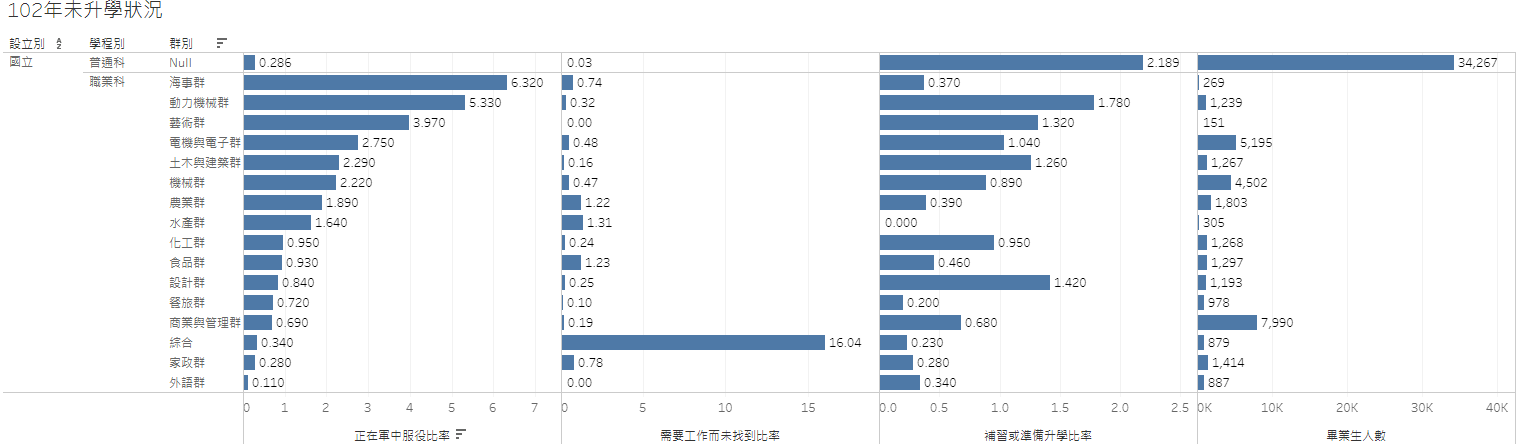 102年未升學狀況
設立別 學程別 群別
國立 普通科 Null 0.286 0.03 2.189 34,267
職業科 海事群 6.320 0.74 0.370 269
動力機械群 5.330 0.32 1.780 1,239
藝術群 3.970 0.00 1.320 151
電機與電子群 2.750 0.48 1.040 5,195
土木與建築群 2.290 0.16 1.260 1,267
機械群 2.220 0.47 0.890 4,502
農業群 1.890 1.22 0.390 1,803
水產群 1.640 1.31 0.000 305
化工群 0.950 0.24 0.950 1,268
食品群 0.930 1.23 0.460 1,297
設計群 0.840 0.25 1.420 1,193
餐旅群 0.720 0.10 0.200 978
商業與管理群 0.690 0.19 0.680 7,990
綜合 0.340 16.04 0.230 879
家政群 0.280 0.78 0.280 1,414
外語群 0.110 0.00 0.340 887
0 1 2 3 4 5 6 7 0 5 10 15 0.0 0.5 1.0 1.5 2.0 2.5 0K 10K 20K 30K 40K
正在軍中服役比率 需要工作而未找到比率 補習或準備升學比率 畢業生人數